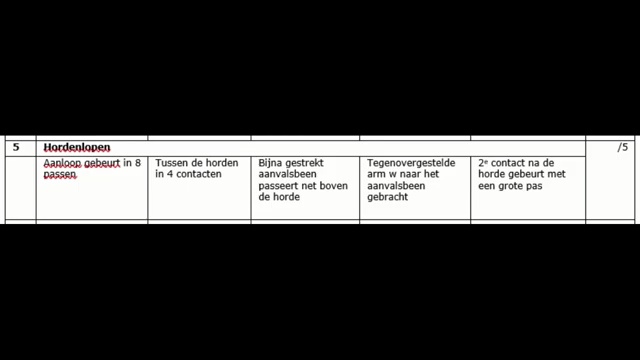 5 Hordenlopen /5
Aanloop gebeurt in 8
passen
Tussen de horden
in 4 contacten
Bijna gestrekt
aanvalsbeen
passeert net boven
de horde
Tegenovergestelde
arm w naar het
aanvalsbeen
gebracht
2e contact na de
horde gebeurt met
een grote pas